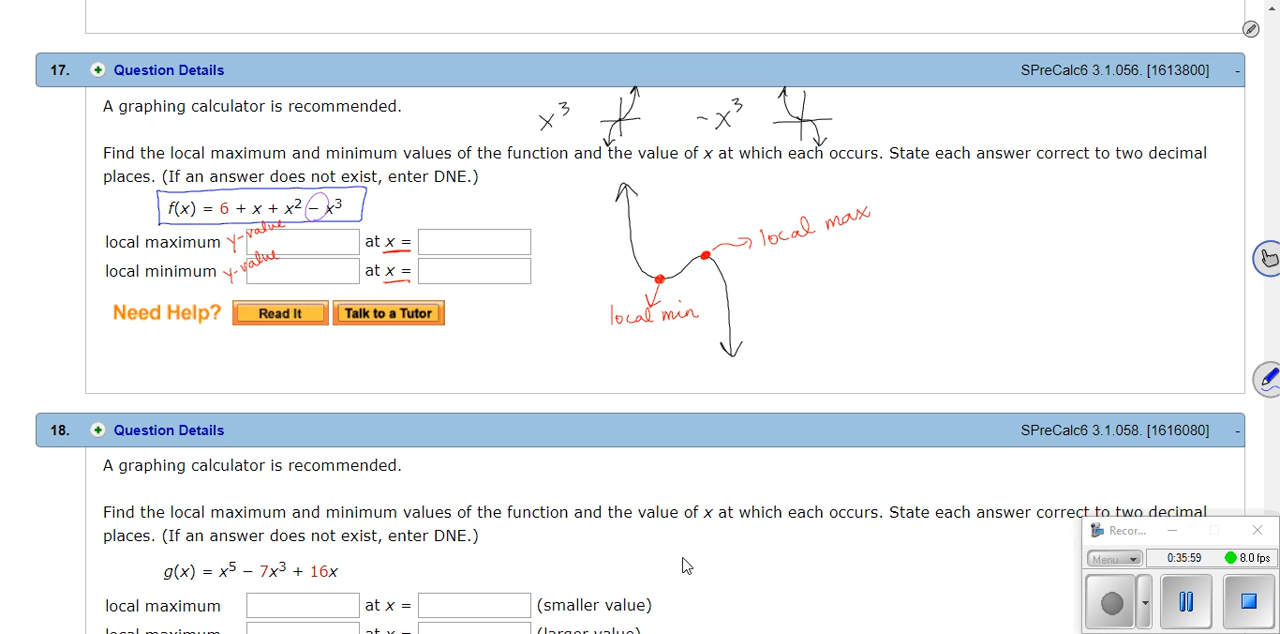 17. Question Details SPreCalc6 3.1.056. [1613800] -
A graphing calculator is recommended. x³ -x³
Find the local maximum and minimum values of the function and the value of x at which each occurs. State each answer correct to two decimal
places. (If an answer does not exist, enter DNE.)
f(x) = 6 + x + x² − x³
local maximum y-value at x =
local max
local minimum y-value at x =
Need Help? Read It Talk to a Tutor
local min
18. Question Details SPreCalc6 3.1.058. [1616080] -
A graphing calculator is recommended.
Find the local maximum and minimum values of the function and the value of x at which each occurs. State each answer correct to two decimal
places. (If an answer does not exist, enter DNE.)
Recor...
Menu 0:35:59 8.0 fps
g(x) = x⁵ − 7x³ + 16x
local maximum at x = (smaller value)
local maximum at x = (larger value)